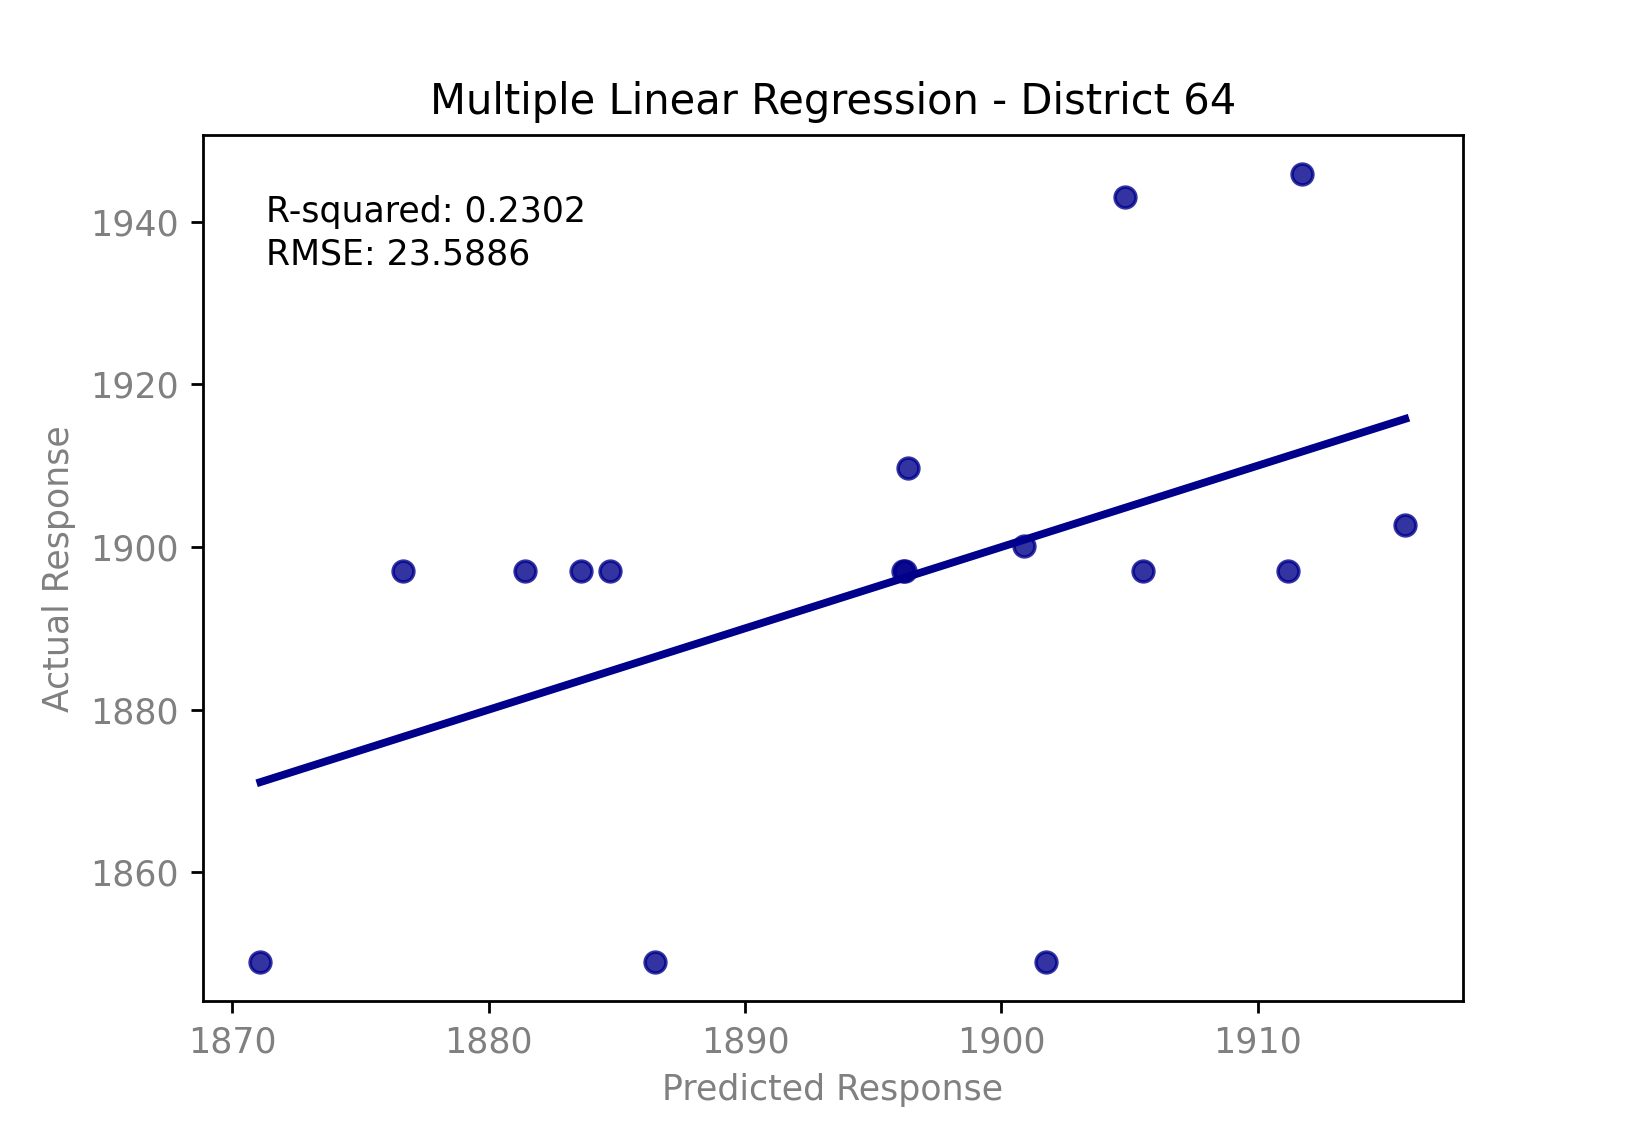 Multiple Linear Regression - District 64
R-squared: 0.2302
RMSE: 23.5886
Actual Response
1940
1920
1900
1880
1860
1870 1880 1890 1900 1910
Predicted Response